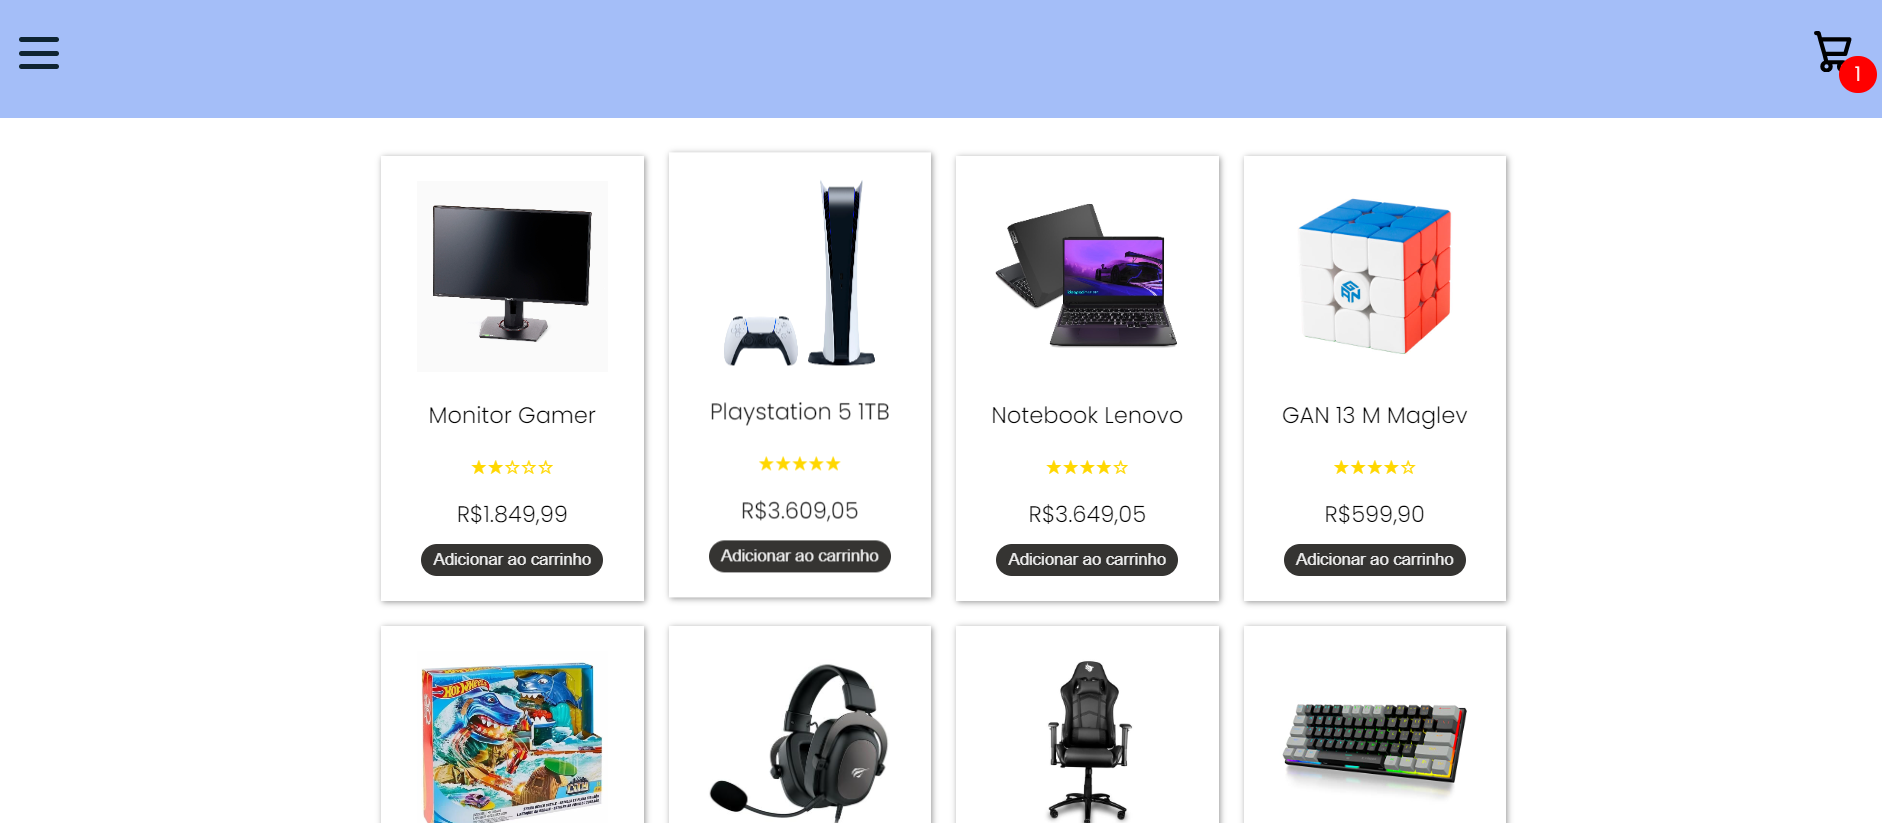 1
Monitor Gamer
★★☆☆☆
R$1.849,99
Adicionar ao carrinho
Playstation 5 1TB
★★★★★
R$3.609,05
Adicionar ao carrinho
Notebook Lenovo
★★★★☆
R$3.649,05
Adicionar ao carrinho
GAN
GAN 13 M Maglev
★★★★☆
R$599,90
Adicionar ao carrinho
HOT WHEELS